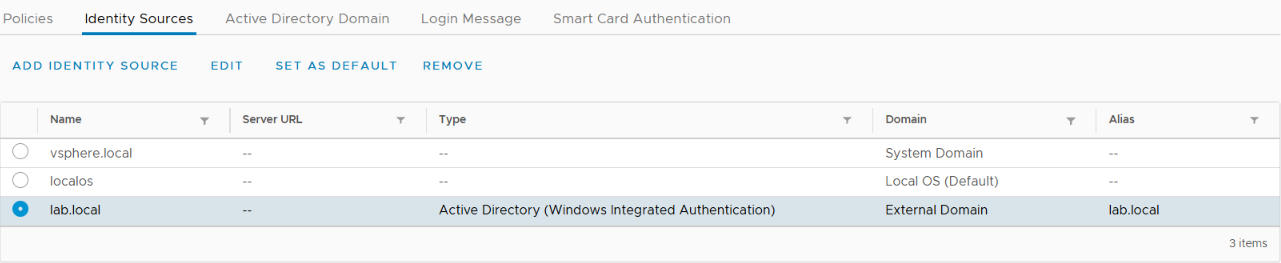 Policies Identity Sources Active Directory Domain Login Message Smart Card Authentication
ADD IDENTITY SOURCE EDIT SET AS DEFAULT REMOVE
Name Server URL Type Domain Alias
vsphere.local -- -- System Domain --
localos -- -- Local OS (Default) --
lab.local -- Active Directory (Windows Integrated Authentication) External Domain lab.local
3 items